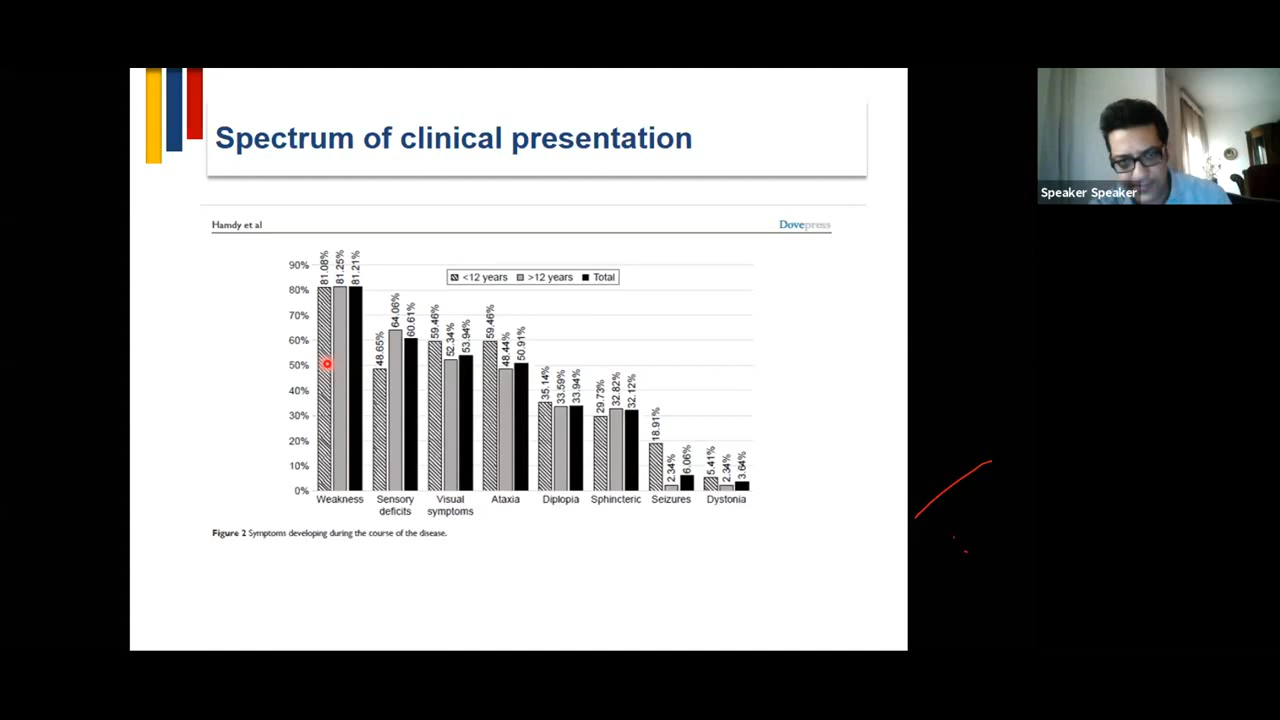 Spectrum of clinical presentation
Speaker Speaker
Hamdy et al
Dovepress
90%
80%
70%
60%
50%
40%
30%
20%
10%
0%
<12 years >12 years Total
81.08%
81.25%
81.21%
48.65%
64.06%
60.61%
59.46%
52.34%
53.94%
59.46%
48.44%
50.91%
35.14%
33.59%
33.94%
29.73%
32.82%
32.12%
18.91%
2.34%
6.06%
5.41%
2.34%
3.64%
Weakness
Sensory
deficits
Visual
symptoms
Ataxia
Diplopia
Sphincteric
Seizures
Dystonia
Figure 2 Symptoms developing during the course of the disease.